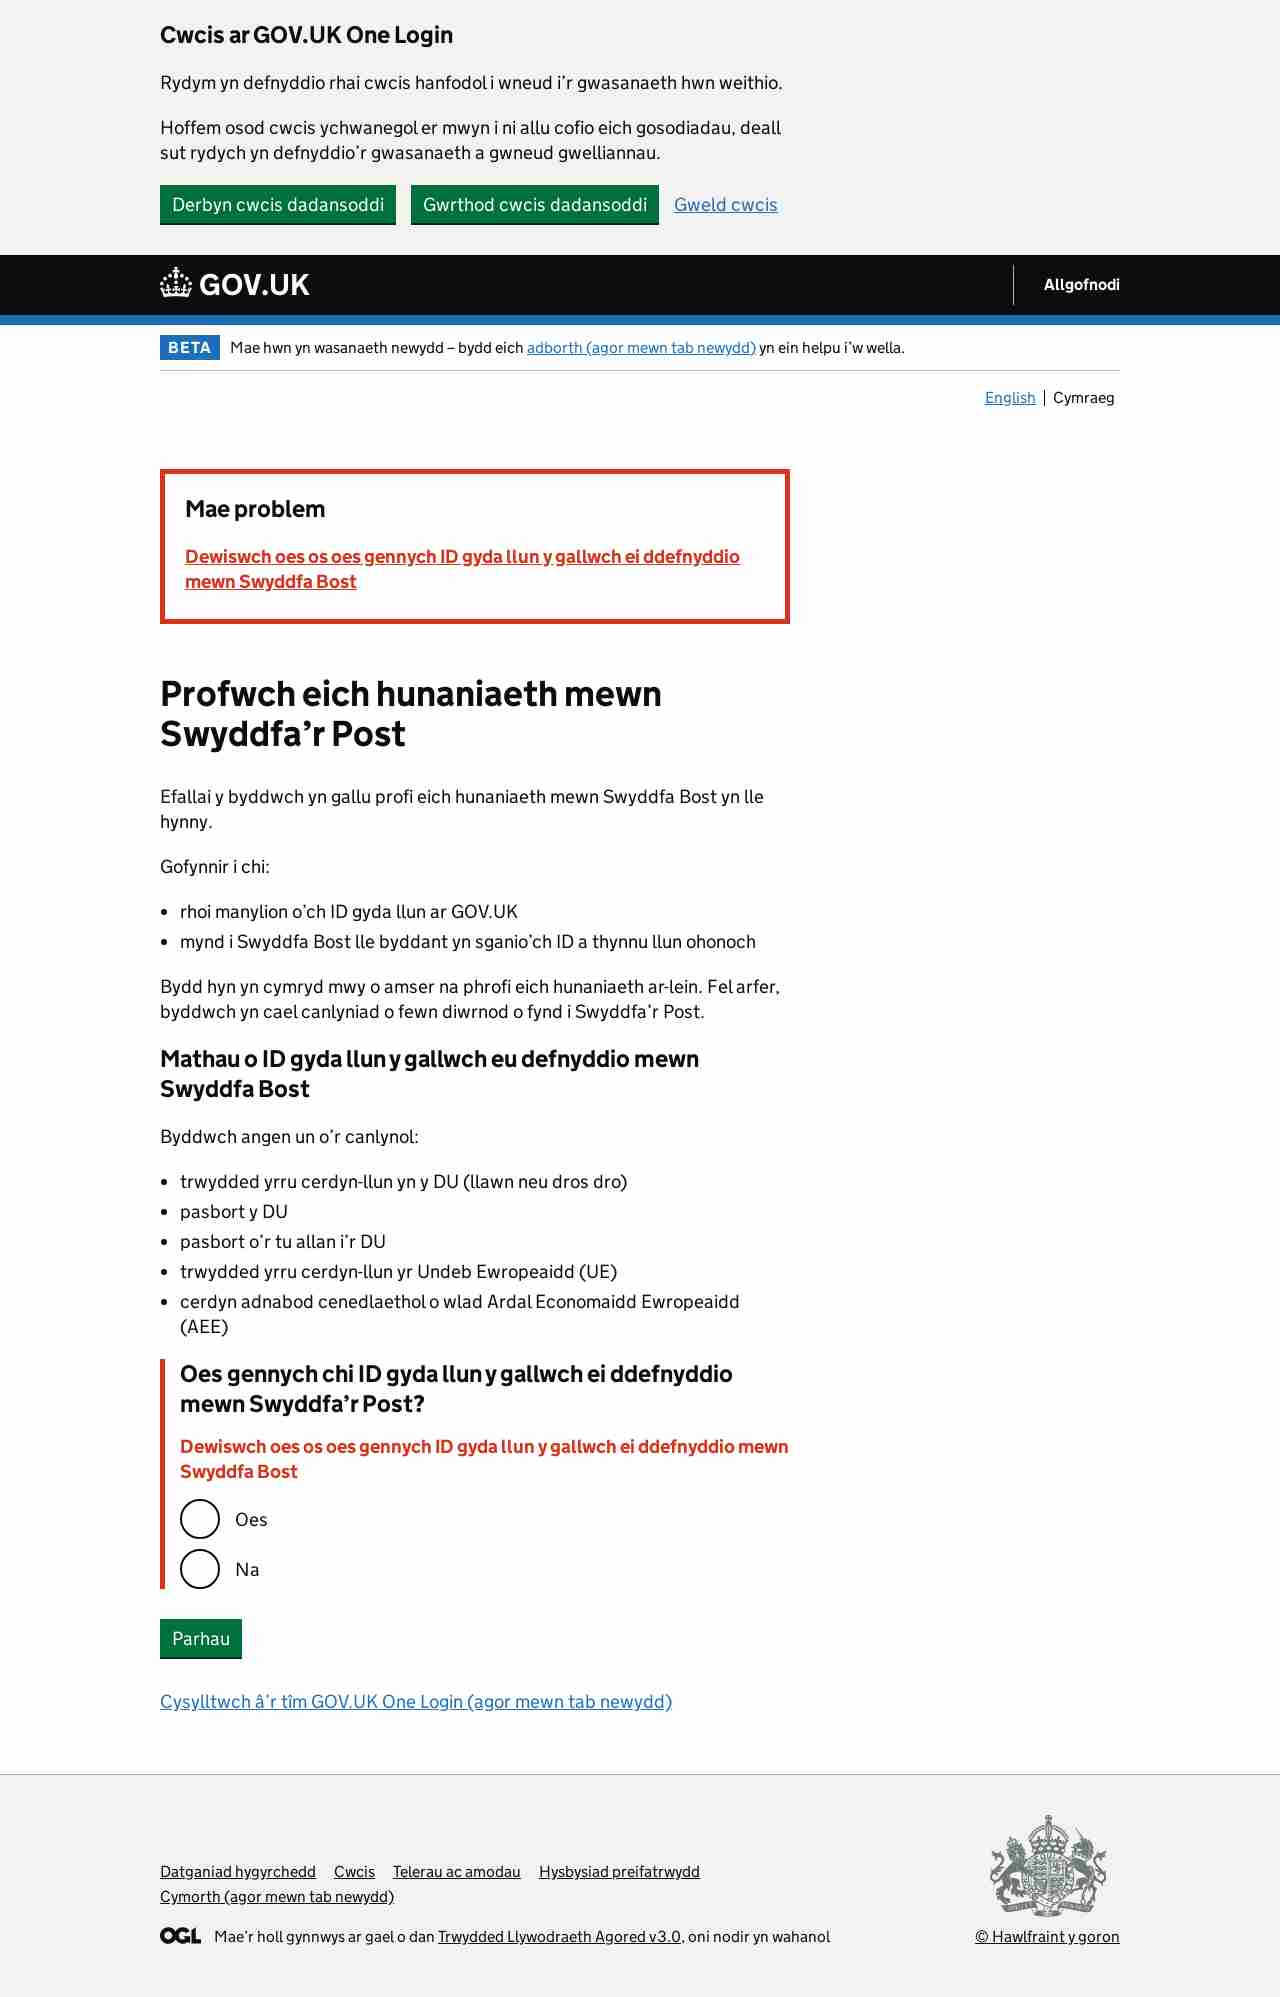 Cwcis ar GOV.UK One Login
Rydym yn defnyddio rhai cwcis hanfodol i wneud i’r gwasanaeth hwn weithio.
Hoffem osod cwcis ychwanegol er mwyn i ni allu cofio eich gosodiadau, deall
sut rydych yn defnyddio’r gwasanaeth a gwneud gwelliannau.
Derbyn cwcis dadansoddi Gwrthod cwcis dadansoddi Gweld cwcis
GOV.UK Allgofnodi
BETA Mae hwn yn wasanaeth newydd – bydd eich adborth (agor mewn tab newydd) yn ein helpu i’w wella.
English Cymraeg
Mae problem
Dewiswch oes os oes gennych ID gyda llun y gallwch ei ddefnyddio
mewn Swyddfa Bost
Profwch eich hunaniaeth mewn
Swyddfa’r Post
Efallai y byddwch yn gallu profi eich hunaniaeth mewn Swyddfa Bost yn lle
hynny.
Gofynnir i chi:
• rhoi manylion o’ch ID gyda llun ar GOV.UK
• mynd i Swyddfa Bost lle byddant yn sganio’ch ID a thynnu llun ohonoch
Bydd hyn yn cymryd mwy o amser na phrofi eich hunaniaeth ar-lein. Fel arfer,
byddwch yn cael canlyniad o fewn diwrnod o fynd i Swyddfa’r Post.
Mathau o ID gyda llun y gallwch eu defnyddio mewn
Swyddfa Bost
Byddwch angen un o’r canlynol:
• trwydded yrru cerdyn-llun yn y DU (llawn neu dros dro)
• pasbort y DU
• pasbort o’r tu allan i’r DU
• trwydded yrru cerdyn-llun yr Undeb Ewropeaidd (UE)
• cerdyn adnabod cenedlaethol o wlad Ardal Economaidd Ewropeaidd
(AEE)
Oes gennych chi ID gyda llun y gallwch ei ddefnyddio
mewn Swyddfa’r Post?
Dewiswch oes os oes gennych ID gyda llun y gallwch ei ddefnyddio mewn
Swyddfa Bost
Oes
Na
Parhau
Cysylltwch â’r tîm GOV.UK One Login (agor mewn tab newydd)
Datganiad hygyrchedd Cwcis Telerau ac amodau Hysbysiad preifatrwydd
Cymorth (agor mewn tab newydd)
OGL Mae’r holl gynnwys ar gael o dan Trwydded Llywodraeth Agored v3.0, oni nodir yn wahanol
© Hawlfraint y goron